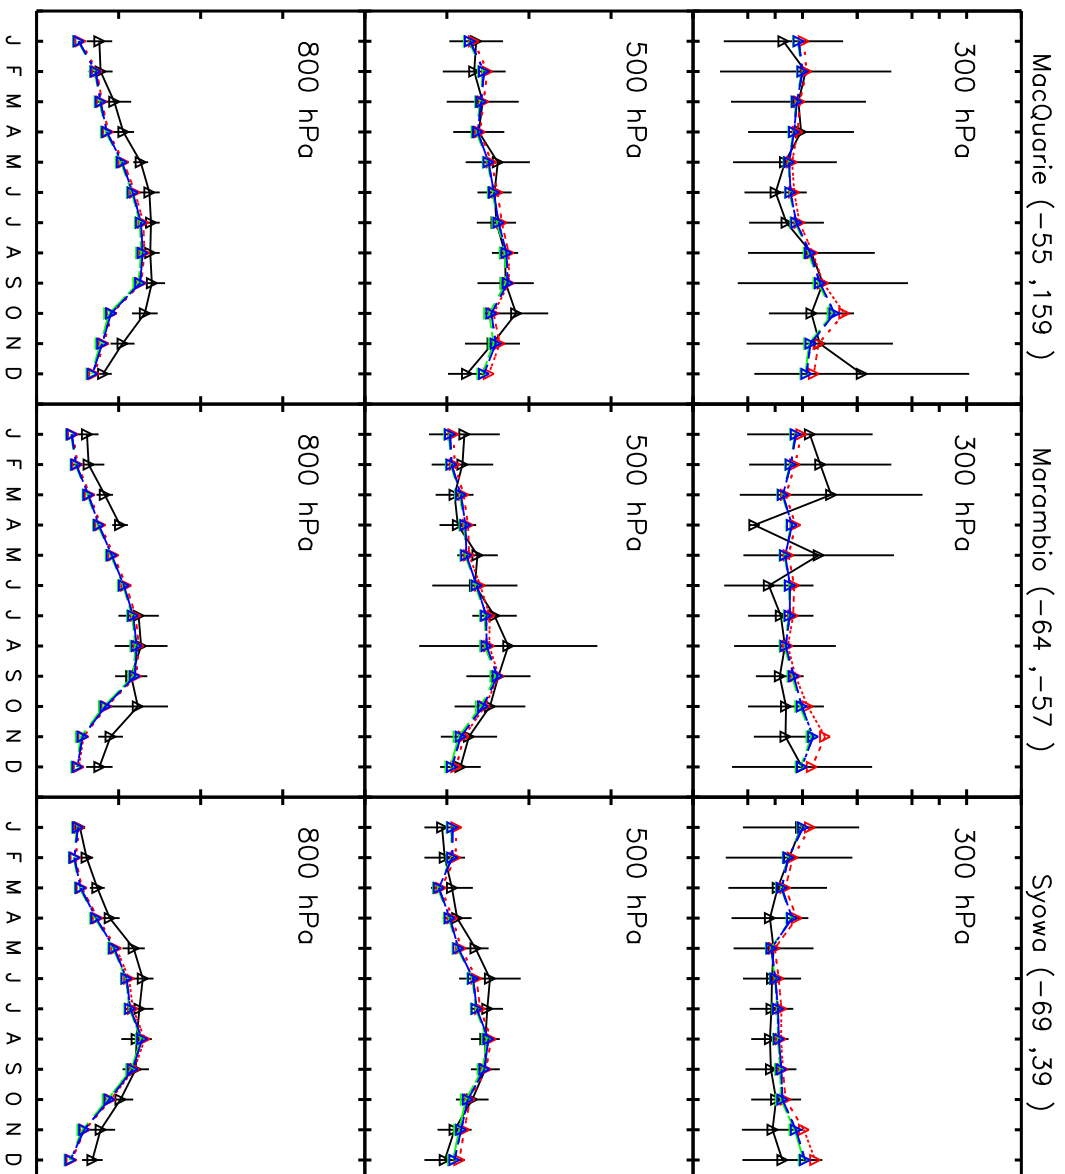 MacQuarie (-55 ,159 )
300 hPa
500 hPa
800 hPa
J F M A M J J A S O N D
Marambio (-64 ,-57 )
300 hPa
500 hPa
800 hPa
J F M A M J J A S O N D
Syowa (-69 ,39 )
300 hPa
500 hPa
800 hPa
J F M A M J J A S O N D